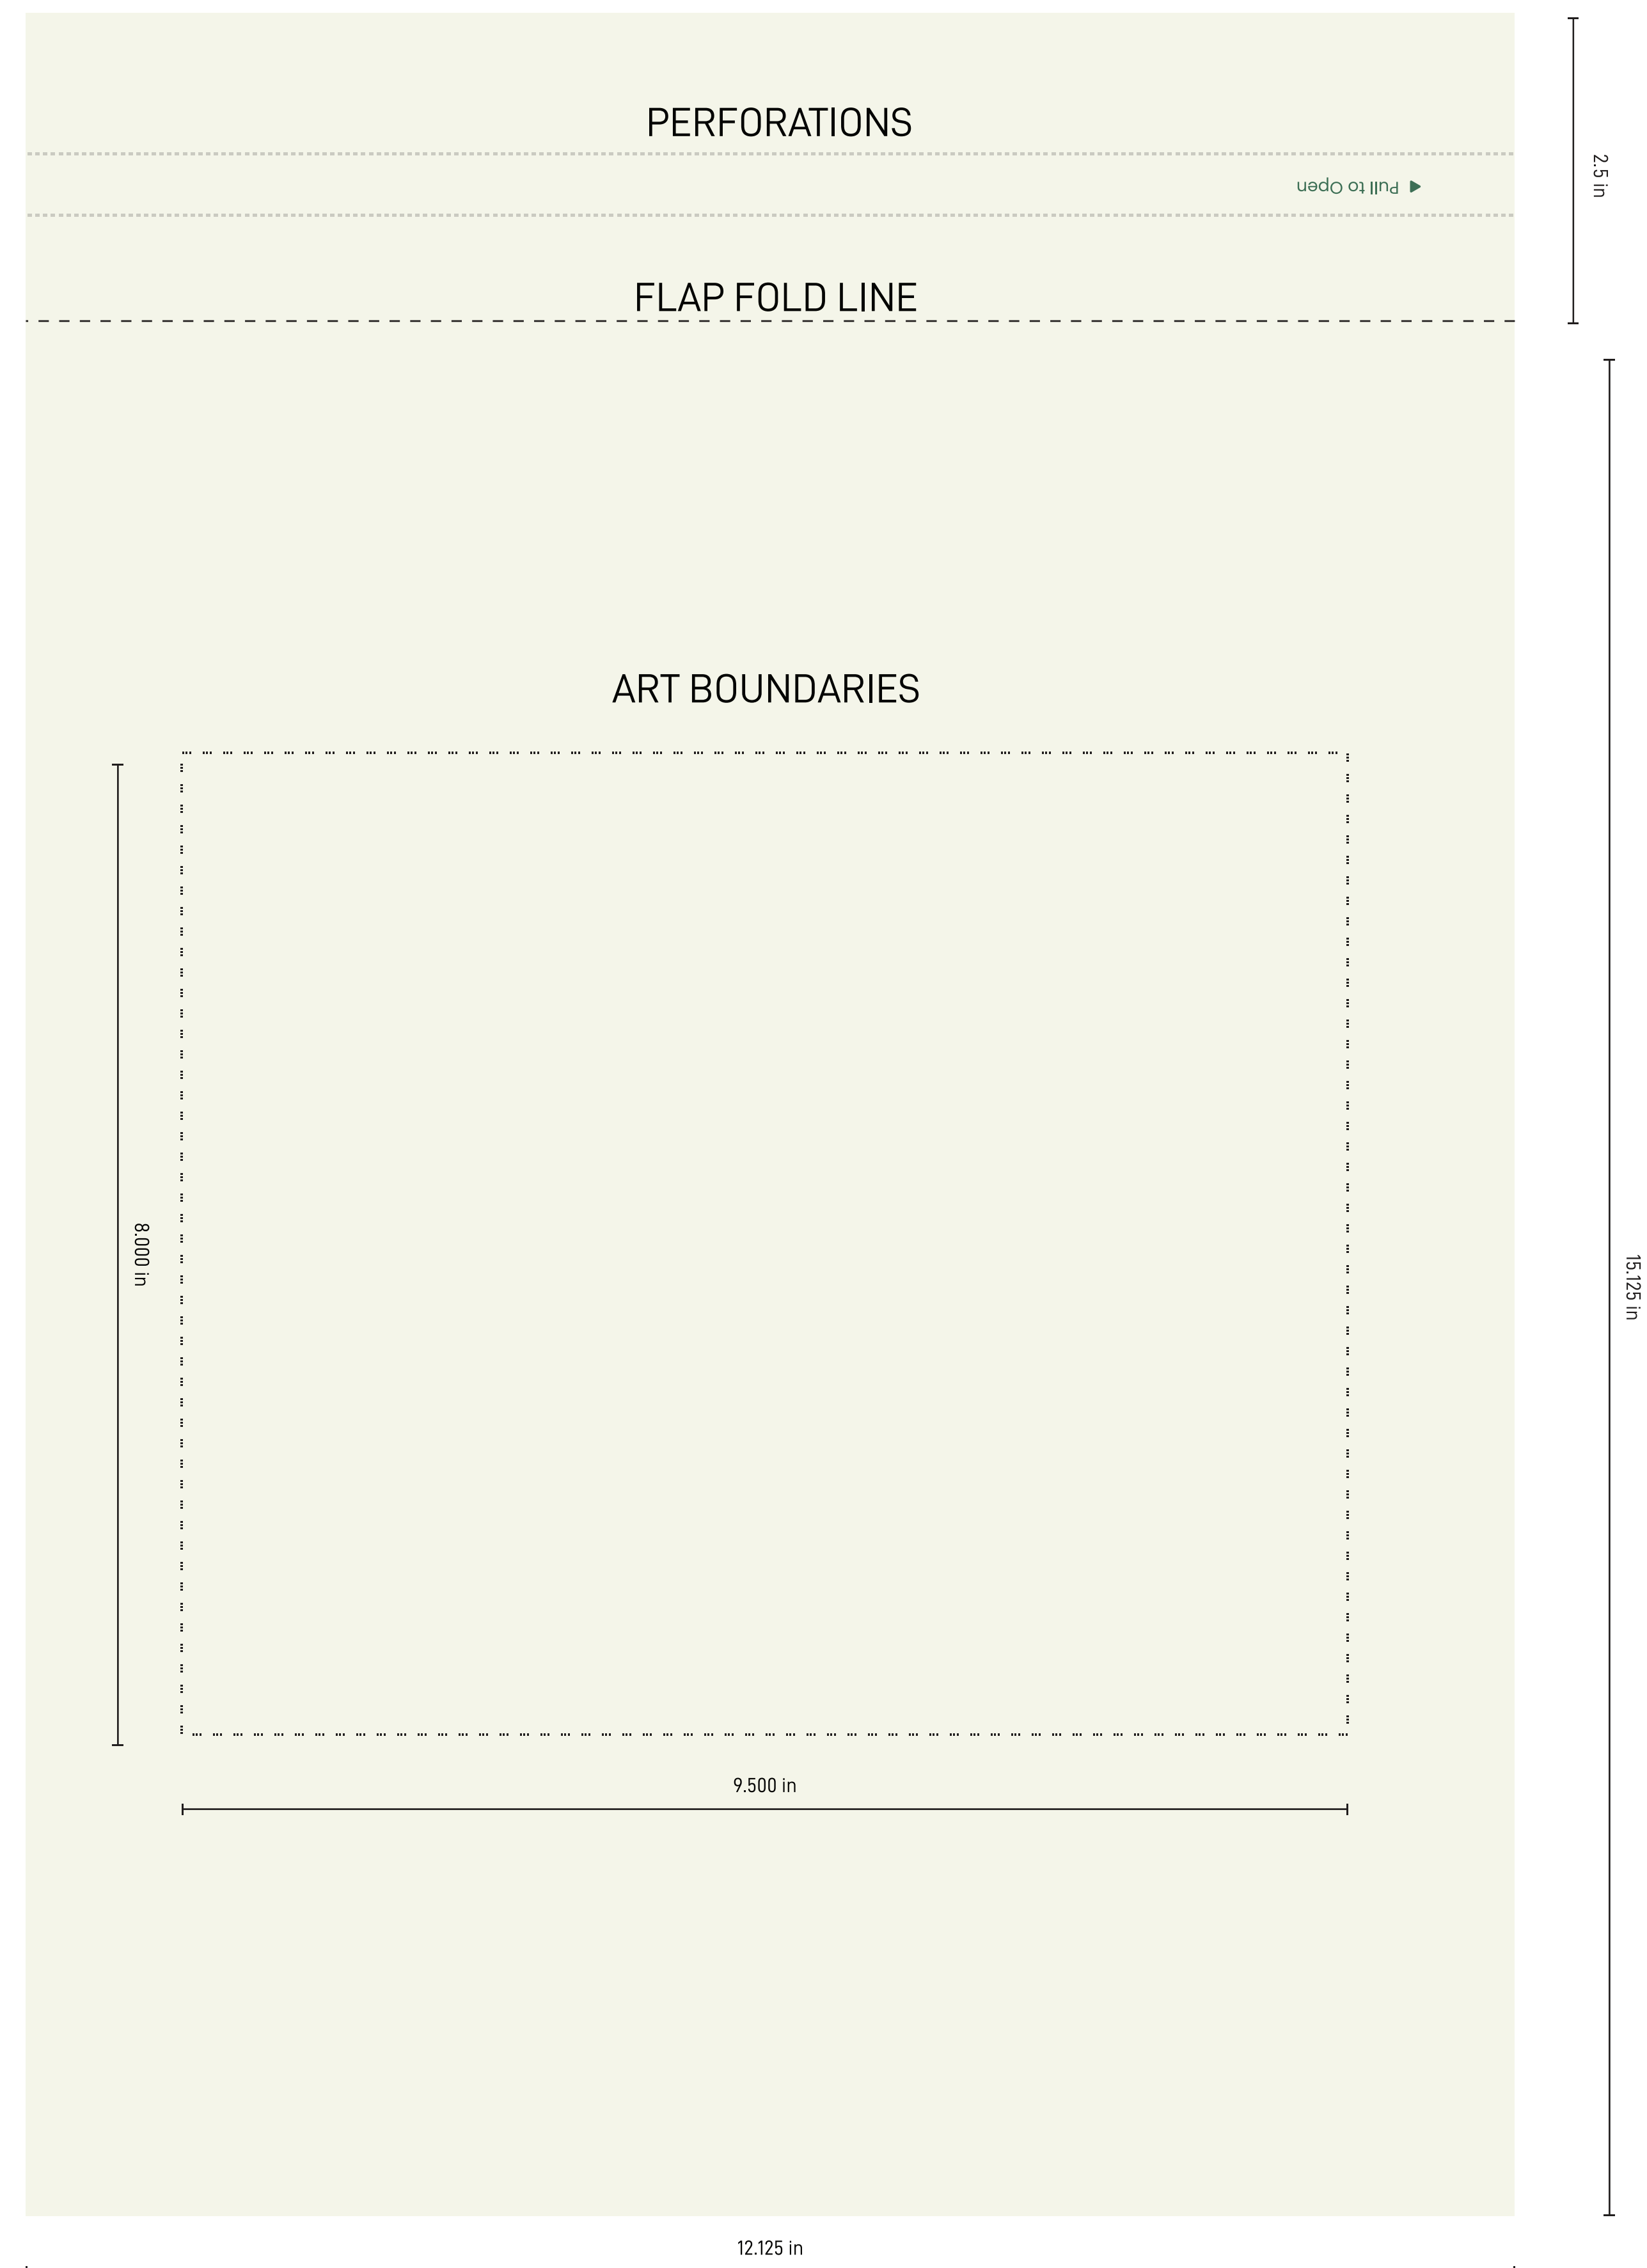 PERFORATIONS
2.5 in
Pull to Open
FLAP FOLD LINE
ART BOUNDARIES
8.000 in
15.125 in
9.500 in
12.125 in